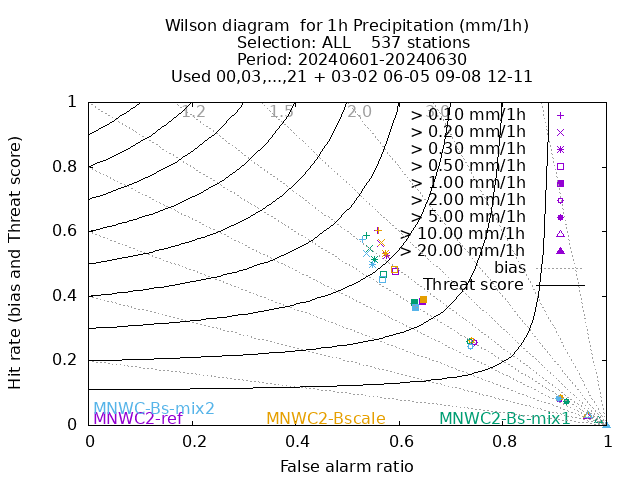 Wilson diagram  for 1h Precipitation (mm/1h)
Selection: ALL    537 stations
Period: 20240601-20240630
Used 00,03,...,21 + 03-02 06-05 09-08 12-11
Hit rate (bias and Threat score)
1
0.8
0.6
0.4
0.2
0
1.2 1.5 2.0 3.0
> 0.10 mm/1h
> 0.20 mm/1h
> 0.30 mm/1h
> 0.50 mm/1h
> 1.00 mm/1h
> 2.00 mm/1h
> 5.00 mm/1h
> 10.00 mm/1h
> 20.00 mm/1h
bias
Threat score
MNWC-Bs-mix2
MNWC2-ref MNWC2-Bscale MNWC2-Bs-mix1
0 0.2 0.4 0.6 0.8 1
False alarm ratio